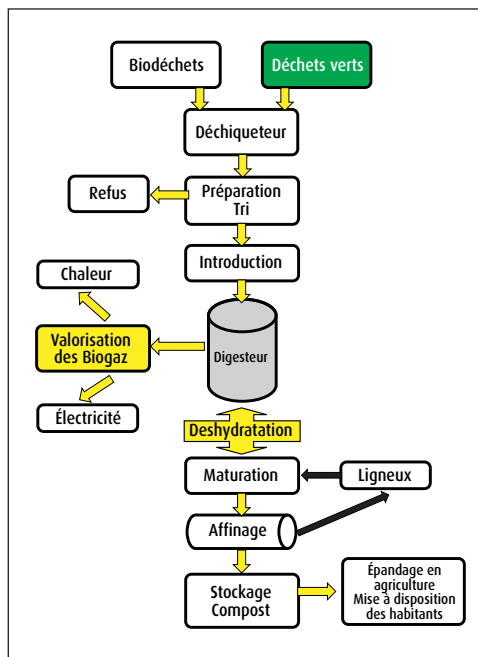 Biodéchets
Déchets verts
Déchiqueteur
Refus
Préparation
Tri
Introduction
Chaleur
Valorisation
des Biogaz
Digesteur
Électricité
Deshydratation
Maturation
Ligneux
Affinage
Stockage
Compost
Épandage en
agriculture
Mise à disposition
des habitants